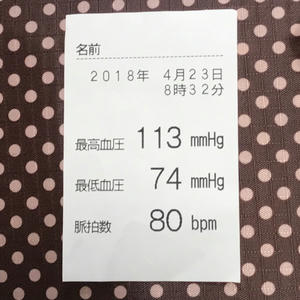 名前
2018年 4月23日
8時32分
最高血圧 113 mmHg
最低血圧 74 mmHg
脈拍数 80 bpm